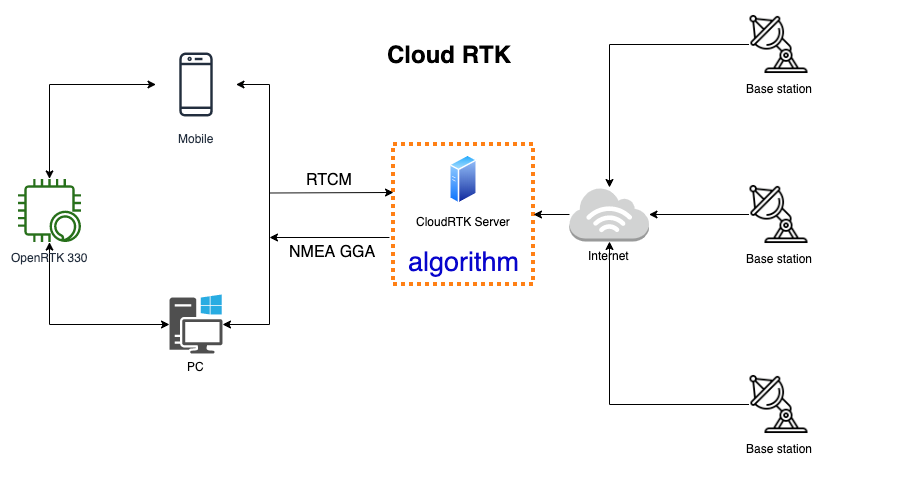 Cloud RTK
Base station
Mobile
RTCM
CloudRTK Server
NMEA GGA
algorithm
OpenRTK 330
Internet
Base station
PC
Base station